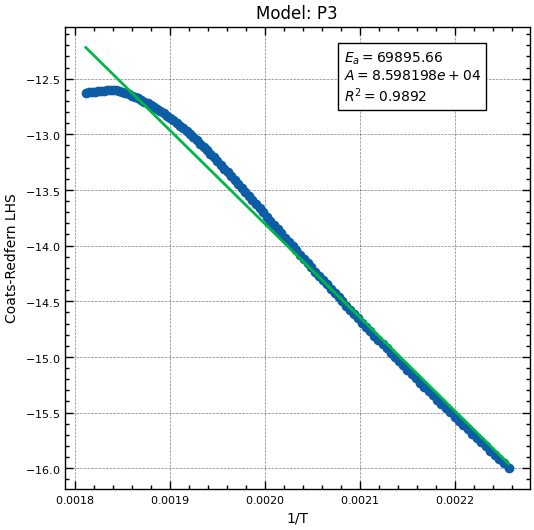 Model: P3
E_a = 69895.66
A = 8.598198e + 04
R^2 = 0.9892
Coats-Redfern LHS
−12.5
−13.0
−13.5
−14.0
−14.5
−15.0
−15.5
−16.0
0.0018 0.0019 0.0020 0.0021 0.0022
1/T